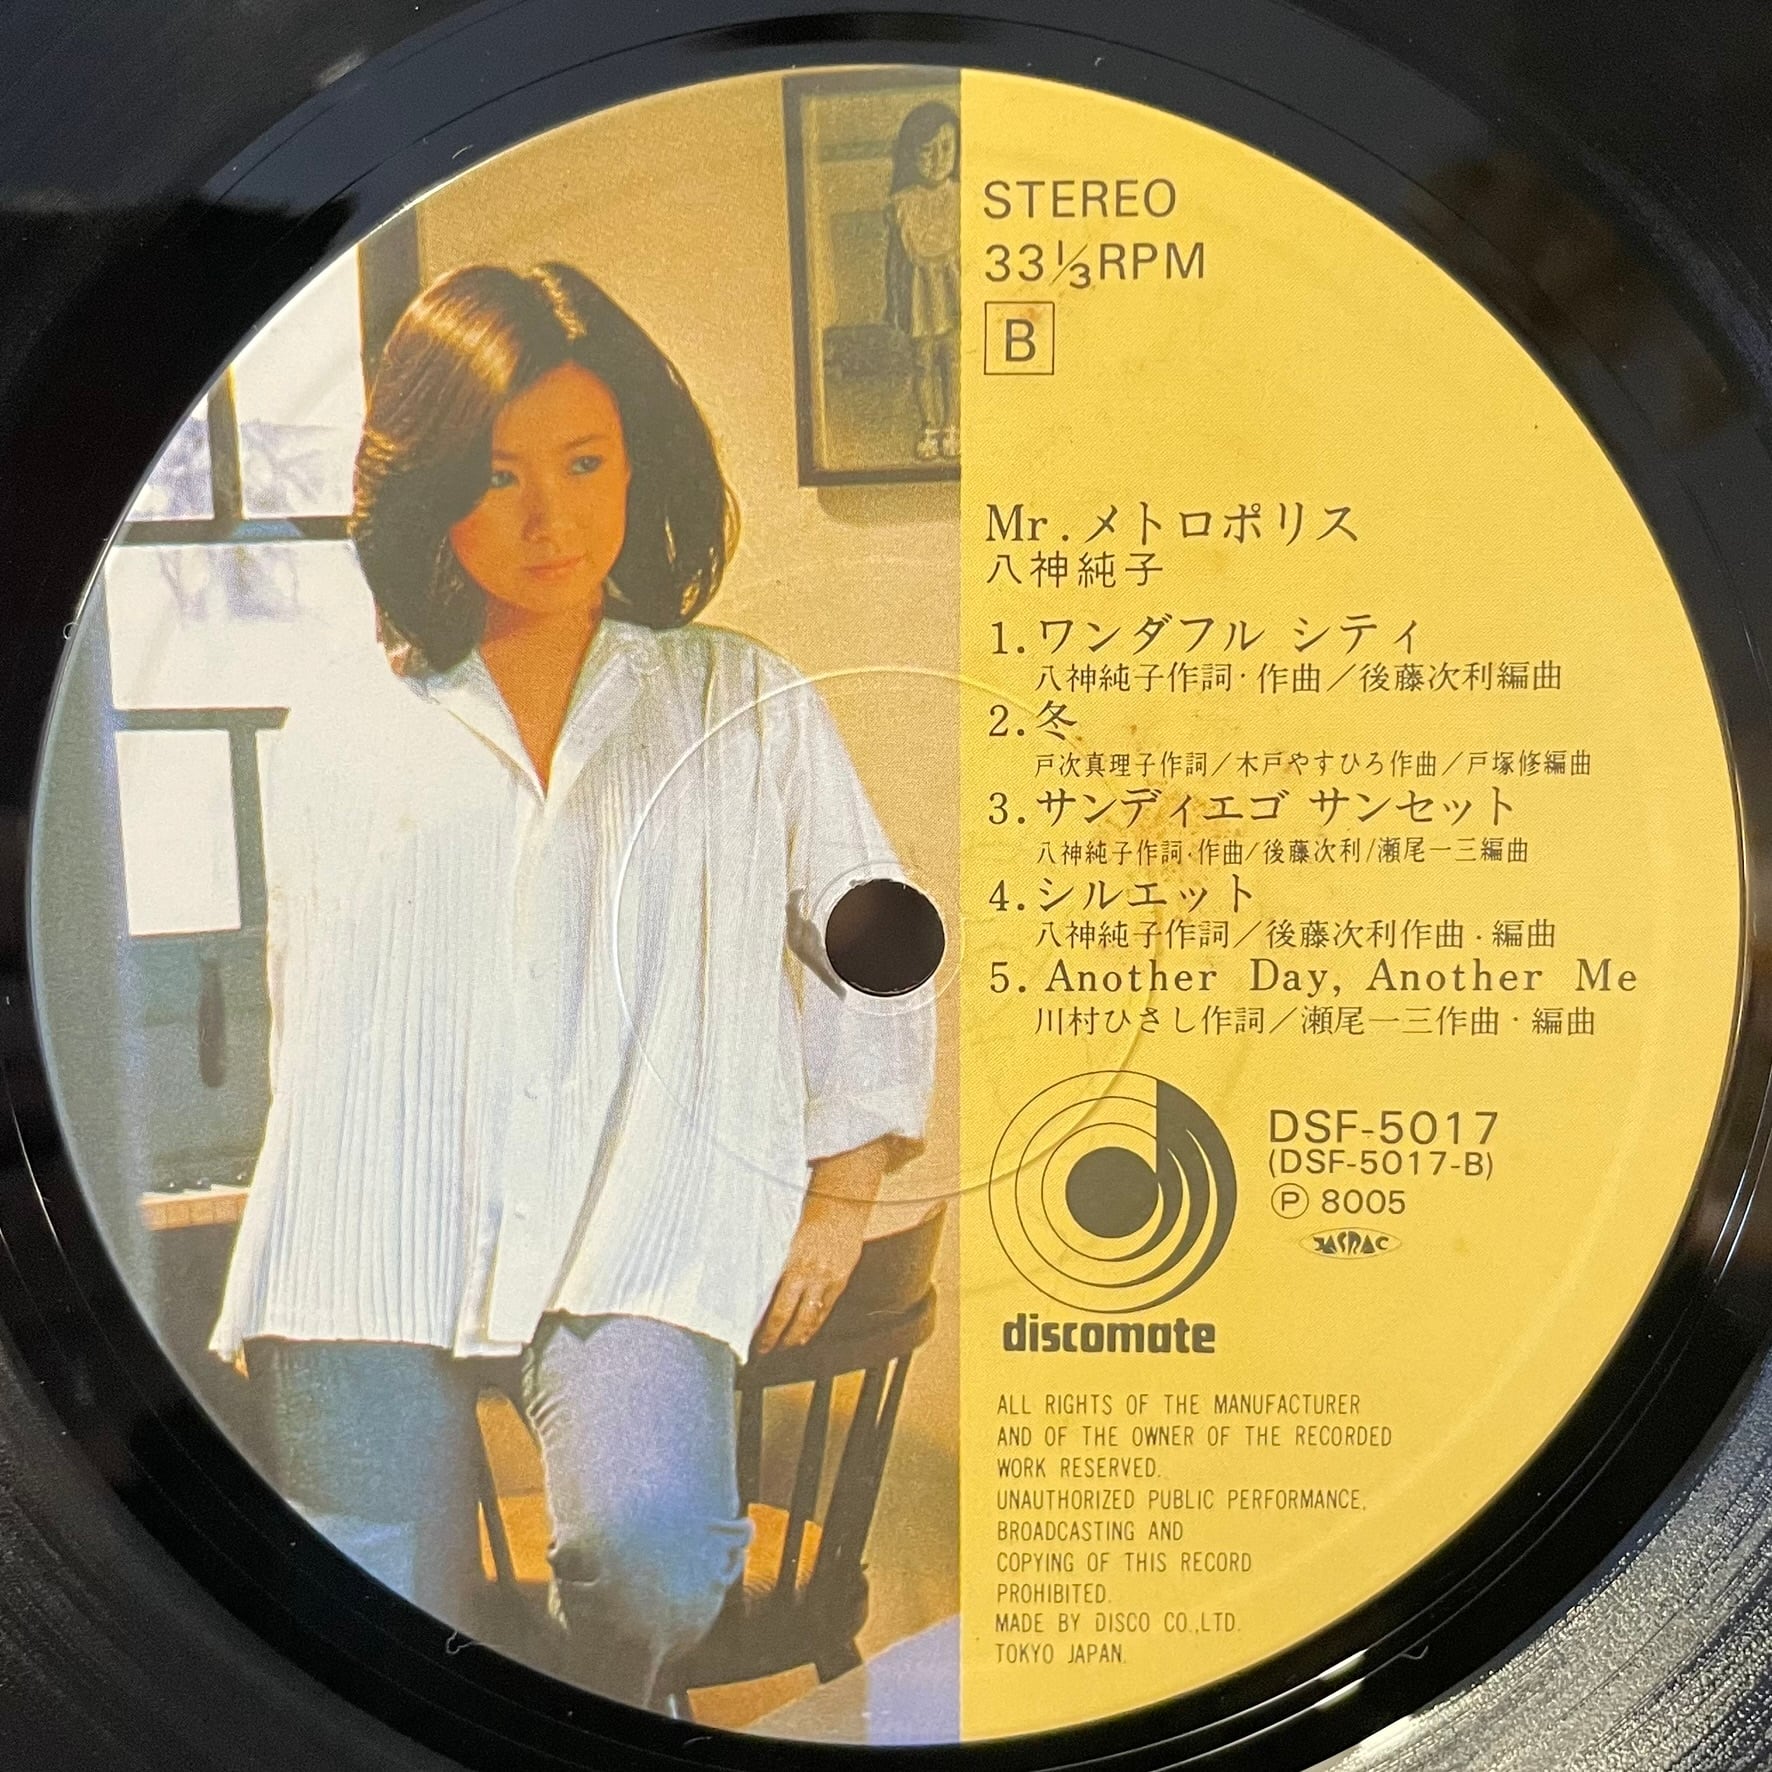 STEREO
33 1/3 RPM
B
Mr.メトロポリス
八神純子
1.ワンダフル シティ
八神純子作詞・作曲／後藤次利編曲
2.冬
戸次真理子作詞／木戸やすひろ作曲／戸塚修編曲
3.サンディエゴ サンセット
八神純子作詞・作曲/後藤次利/瀬尾一三編曲
4.シルエット
八神純子作詞／後藤次利作曲・編曲
5. Another Day, Another Me
川村ひさし作詞／瀬尾一三作曲・編曲
DSF-5017
(DSF-5017-B)
Ⓟ 8005
JASRAC
discomate
ALL RIGHTS OF THE MANUFACTURER
AND OF THE OWNER OF THE RECORDED
WORK RESERVED.
UNAUTHORIZED PUBLIC PERFORMANCE,
BROADCASTING AND
COPYING OF THIS RECORD
PROHIBITED.
MADE BY DISCO CO.,LTD.
TOKYO JAPAN.